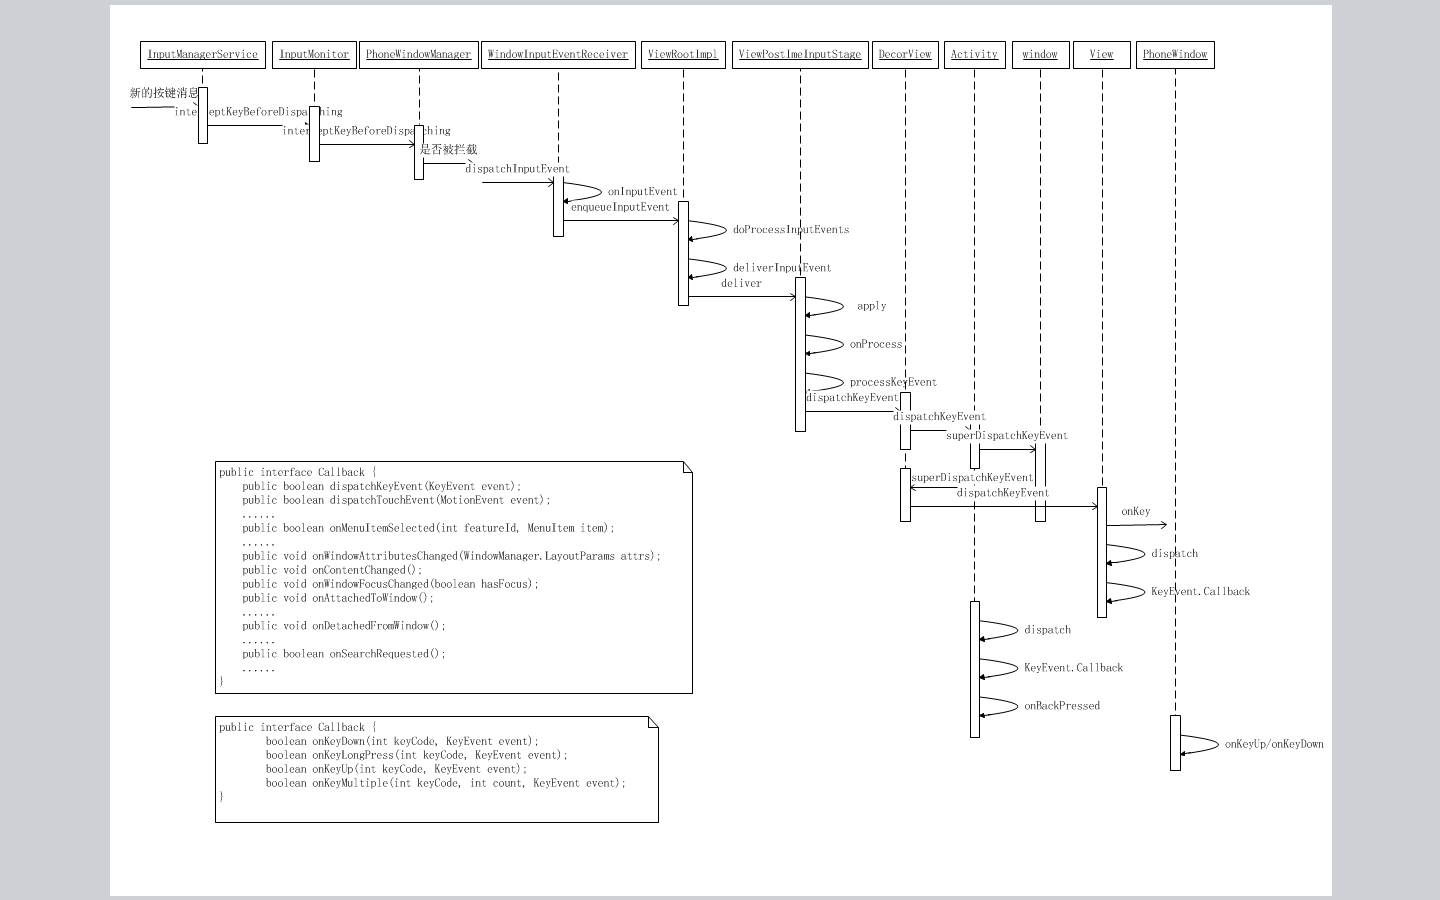 InputManagerService
InputMonitor
PhoneWindowManager
WindowInputEventReceiver
ViewRootImpl
ViewPostImeInputStage
DecorView
Activity
window
View
PhoneWindow
新的按键消息
interceptKeyBeforeDispatching
interceptKeyBeforeDispatching
是否被拦截
dispatchInputEvent
onInputEvent
enqueueInputEvent
doProcessInputEvents
deliverInputEvent
deliver
apply
onProcess
processKeyEvent
dispatchKeyEvent
dispatchKeyEvent
superDispatchKeyEvent
superDispatchKeyEvent
dispatchKeyEvent
onKey
dispatch
KeyEvent.Callback
dispatch
KeyEvent.Callback
onBackPressed
onKeyUp/onKeyDown
public interface Callback {
public boolean dispatchKeyEvent(KeyEvent event);
public boolean dispatchTouchEvent(MotionEvent event);
......
public boolean onMenuItemSelected(int featureId, MenuItem item);
......
public void onWindowAttributesChanged(WindowManager.LayoutParams attrs);
public void onContentChanged();
public void onWindowFocusChanged(boolean hasFocus);
public void onAttachedToWindow();
......
public void onDetachedFromWindow();
......
public boolean onSearchRequested();
......
}
public interface Callback {
boolean onKeyDown(int keyCode, KeyEvent event);
boolean onKeyLongPress(int keyCode, KeyEvent event);
boolean onKeyUp(int keyCode, KeyEvent event);
boolean onKeyMultiple(int keyCode, int count, KeyEvent event);
}